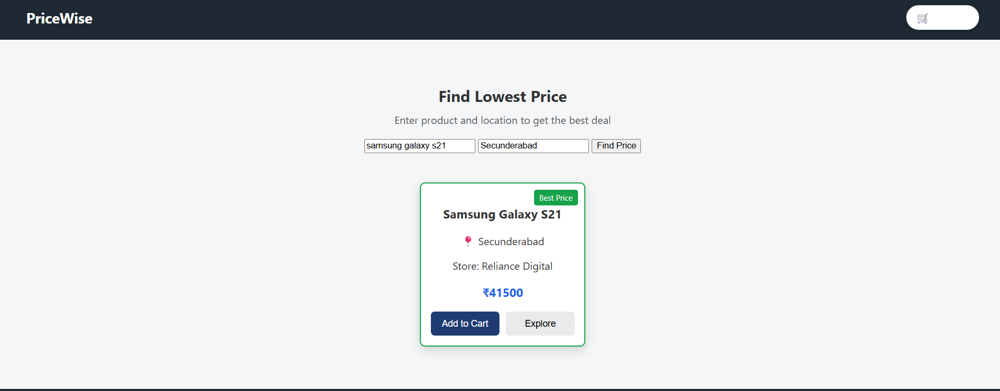 PriceWise
Find Lowest Price
Enter product and location to get the best deal
samsung galaxy s21 Secunderabad Find Price
Best Price
Samsung Galaxy S21
Secunderabad
Store: Reliance Digital
₹41500
Add to Cart Explore